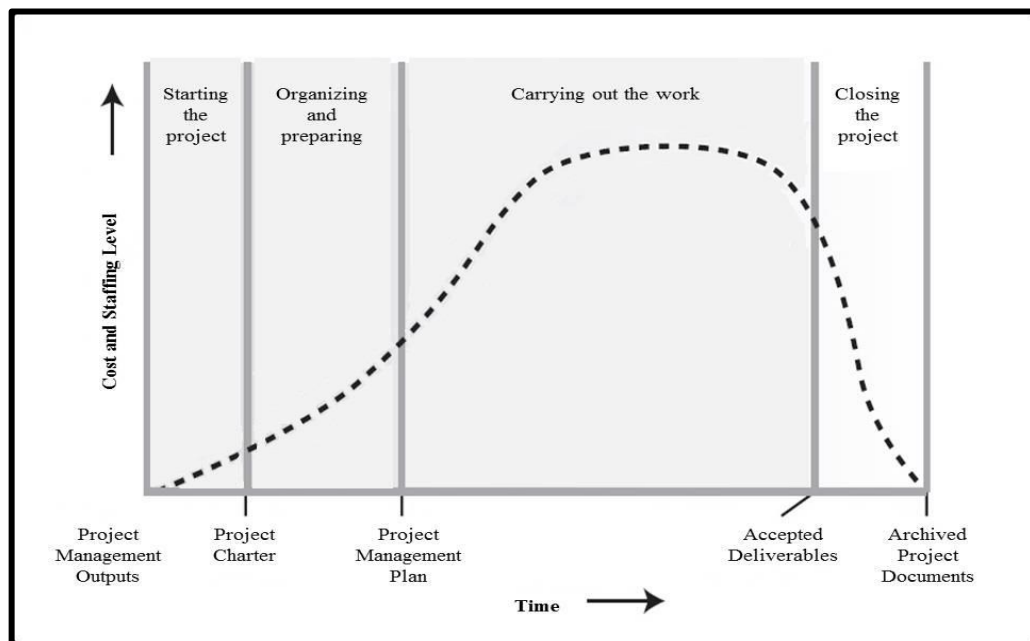 Starting
the
project
Organizing
and
preparing
Carrying out the work
Closing
the
project
Cost and Staffing Level
Project
Management
Outputs
Project
Charter
Project
Management
Plan
Accepted
Deliverables
Archived
Project
Documents
Time